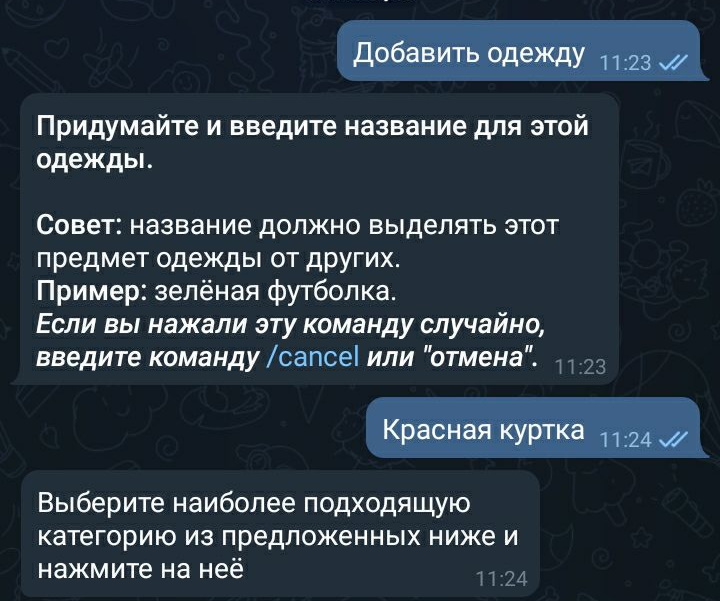 Добавить одежду 11:23
Придумайте и введите название для этой
одежды.
Совет: название должно выделять этот
предмет одежды от других.
Пример: зелёная футболка.
Если вы нажали эту команду случайно,
введите команду /cancel или "отмена". 11:23
Красная куртка 11:24
Выберите наиболее подходящую
категорию из предложенных ниже и
нажмите на неё 11:24